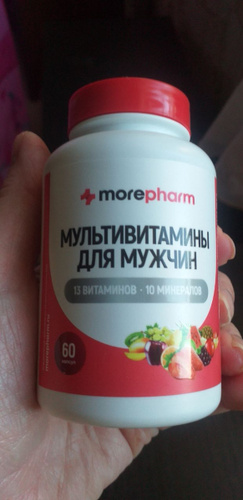 morepharm
МУЛЬТИВИТАМИНЫ
ДЛЯ МУЖЧИН
13 ВИТАМИНОВ · 10 МИНЕРАЛОВ
60